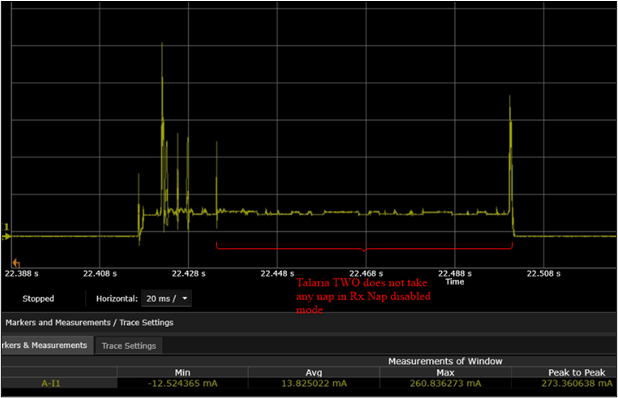 1
22.388 s 22.408 s 22.428 s 22.448 s 22.468 s 22.488 s 22.508 s
Time
Talaria TWO does not take
any nap in Rx Nap disabled
mode
Stopped Horizontal: 20 ms /
Markers and Measurements / Trace Settings
rkers & Measurements Trace Settings
Measurements of Window
Min Avg Max Peak to Peak
A-I1 -12.524365 mA 13.825022 mA 260.836273 mA 273.360638 mA